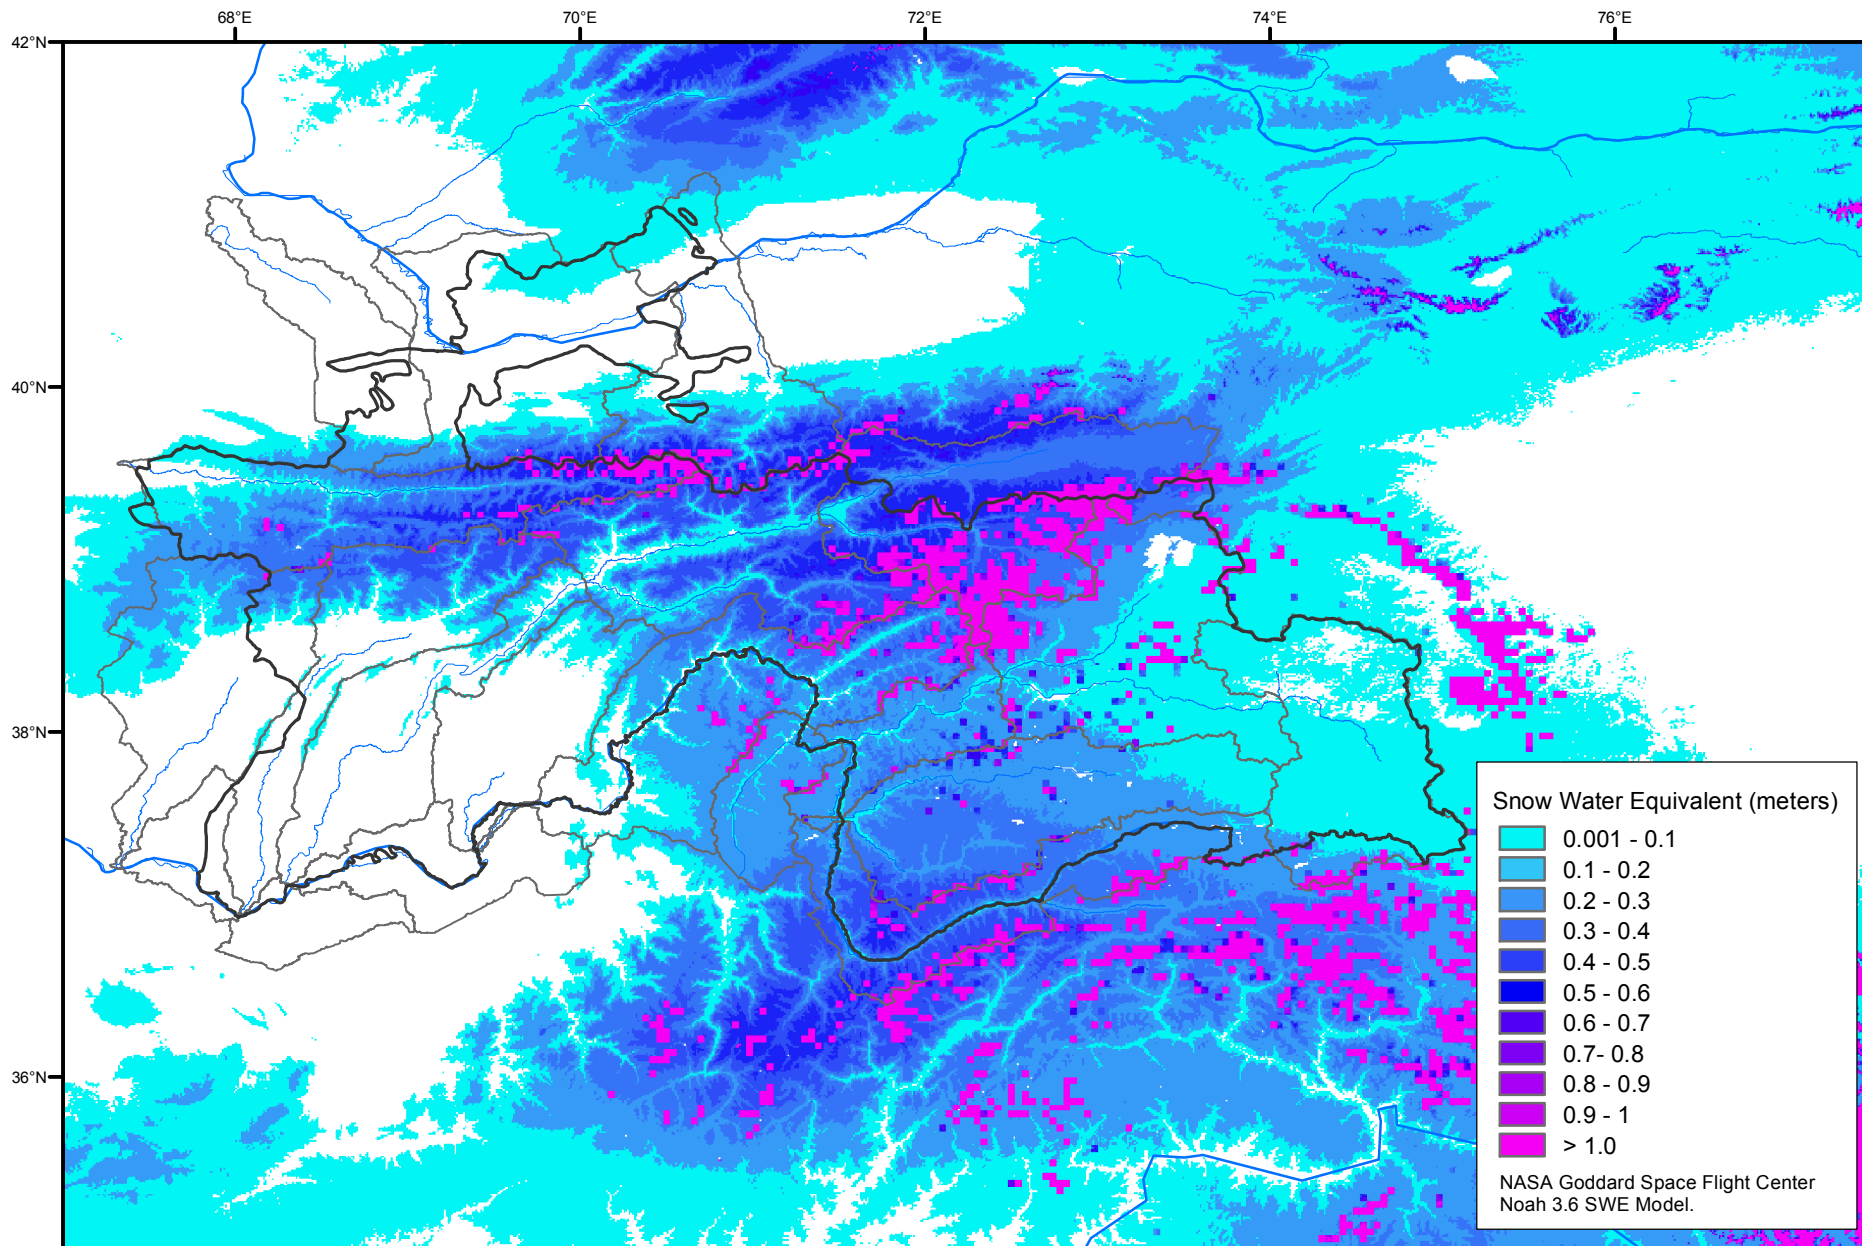 68°E 70°E 72°E 74°E 76°E
42°N
40°N
38°N
36°N
Snow Water Equivalent (meters)
0.001 - 0.1
0.1 - 0.2
0.2 - 0.3
0.3 - 0.4
0.4 - 0.5
0.5 - 0.6
0.6 - 0.7
0.7- 0.8
0.8 - 0.9
0.9 - 1
> 1.0
NASA Goddard Space Flight Center
Noah 3.6 SWE Model.